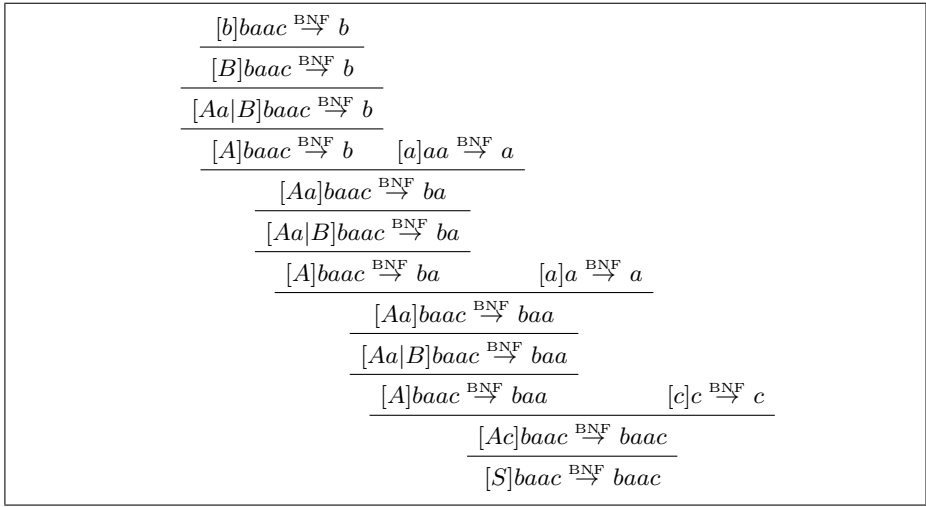 [b]baac BNF→ b
[B]baac BNF→ b
[Aa|B]baac BNF→ b
[A]baac BNF→ b [a]aa BNF→ a
[Aa]baac BNF→ ba
[Aa|B]baac BNF→ ba
[A]baac BNF→ ba [a]a BNF→ a
[Aa]baac BNF→ baa
[Aa|B]baac BNF→ baa
[A]baac BNF→ baa [c]c BNF→ c
[Ac]baac BNF→ baac
[S]baac BNF→ baac